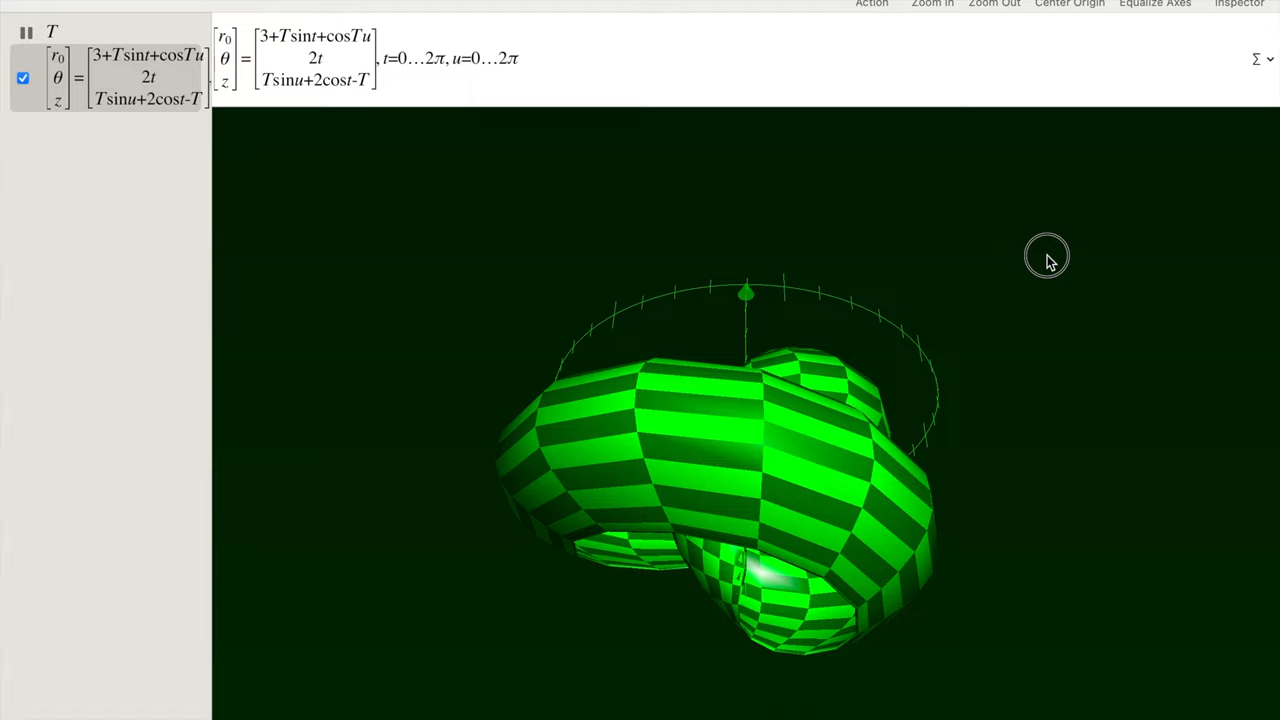 Action Zoom In Zoom Out Center Origin Equalize Axes Inspector
T
[r₀ θ z] = [3+Tsint+cosTu 2t Tsinu+2cost-T]
[r₀ θ z] = [3+Tsint+cosTu 2t Tsinu+2cost-T], t=0…2π, u=0…2π
Σ